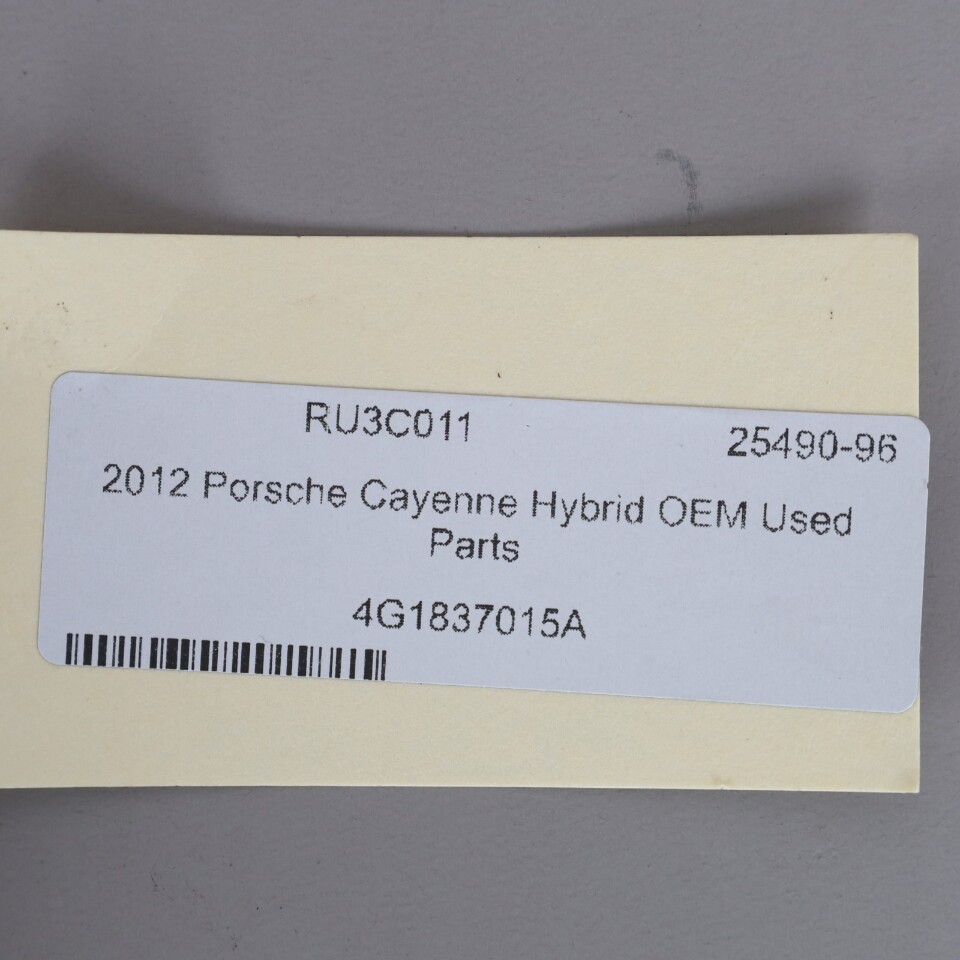 RU3C011 25490-96
2012 Porsche Cayenne Hybrid OEM Used
Parts
4G1837015A